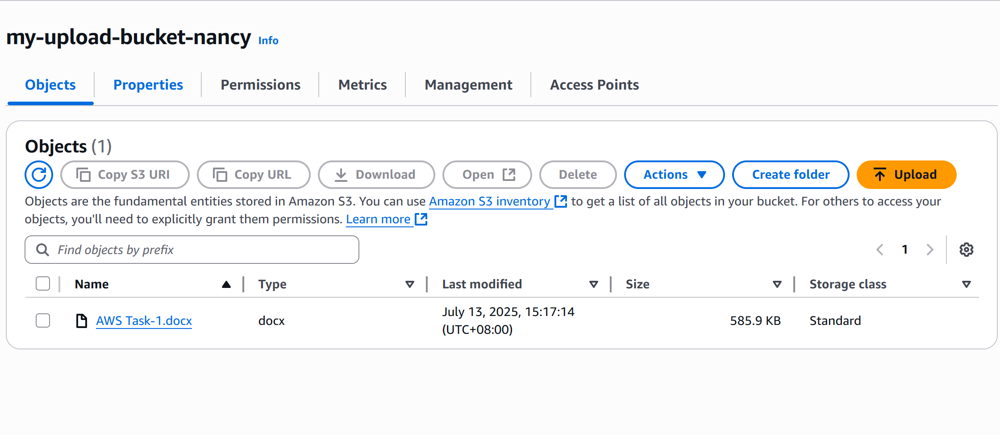 my-upload-bucket-nancy Info
Objects Properties Permissions Metrics Management Access Points
Objects (1)
Copy S3 URI Copy URL Download Open Delete Actions Create folder Upload
Objects are the fundamental entities stored in Amazon S3. You can use Amazon S3 inventory to get a list of all objects in your bucket. For others to access your
objects, you'll need to explicitly grant them permissions. Learn more
Find objects by prefix 1
Name Type Last modified Size Storage class
AWS Task-1.docx docx July 13, 2025, 15:17:14 585.9 KB Standard
(UTC+08:00)